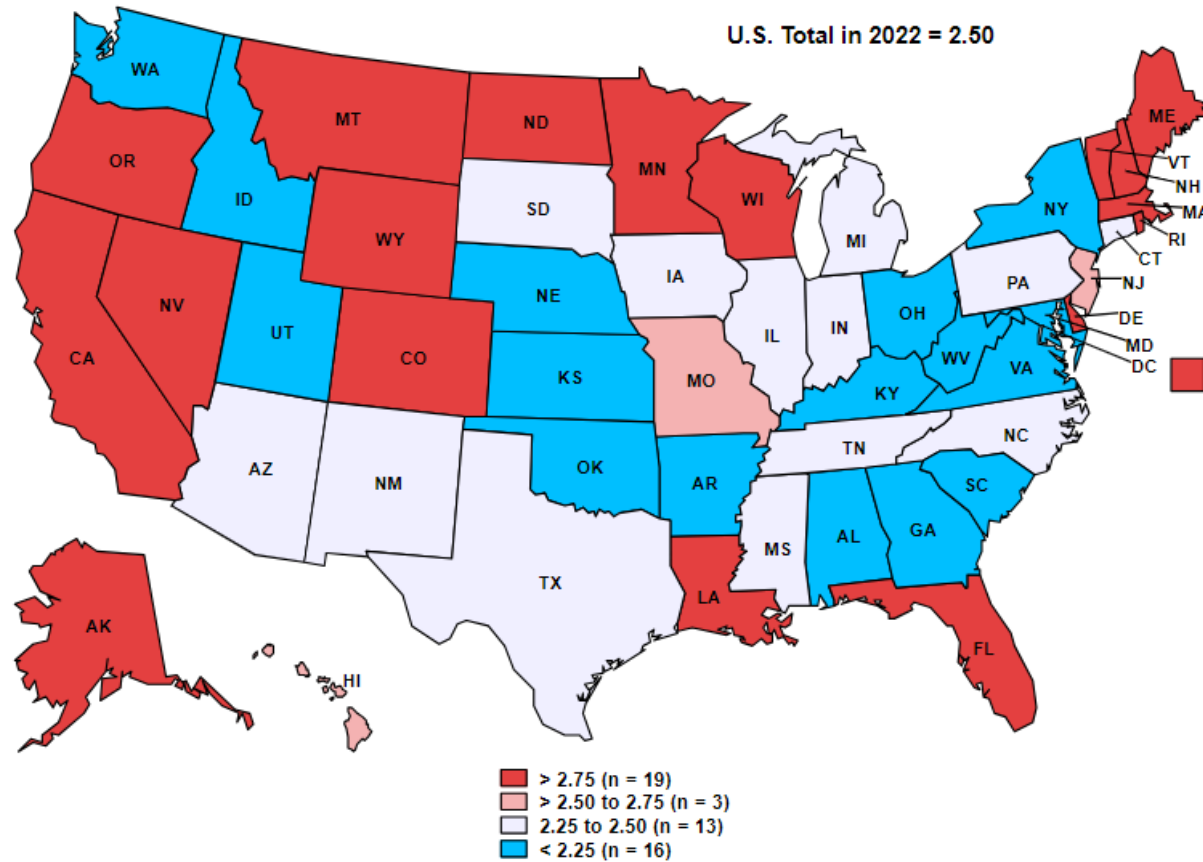 U.S. Total in 2022 = 2.50
WA
MT
ND
MN
ME
OR
ID
SD
WI
VT
NH
MA
RI
CT
NY
WY
MI
IA
PA
NJ
NV
NE
OH
DE
MD
DC
UT
CA
CO
IL
IN
KS
MO
WV
VA
KY
AZ
NM
OK
AR
TN
NC
SC
MS
AL
GA
TX
LA
FL
AK
HI
> 2.75 (n = 19)
> 2.50 to 2.75 (n = 3)
2.25 to 2.50 (n = 13)
< 2.25 (n = 16)